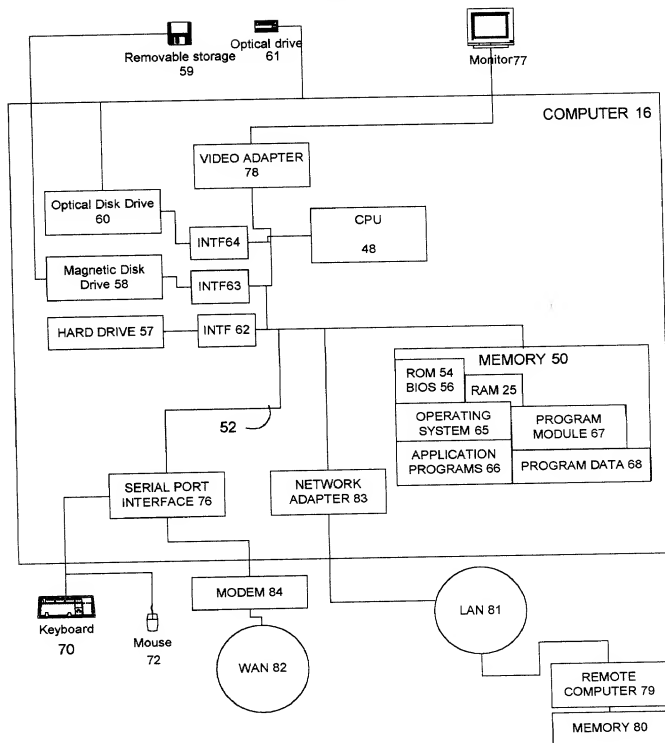 Removable storage
59
Optical drive
61
Monitor77
COMPUTER 16
VIDEO ADAPTER
78
Optical Disk Drive
60
CPU
48
INTF64
Magnetic Disk
Drive 58
INTF63
HARD DRIVE 57
INTF 62
MEMORY 50
ROM 54
BIOS 56
RAM 25
OPERATING
SYSTEM 65
PROGRAM
MODULE 67
APPLICATION
PROGRAMS 66
PROGRAM DATA 68
52
SERIAL PORT
INTERFACE 76
NETWORK
ADAPTER 83
Keyboard
70
Mouse
72
MODEM 84
WAN 82
LAN 81
REMOTE
COMPUTER 79
MEMORY 80